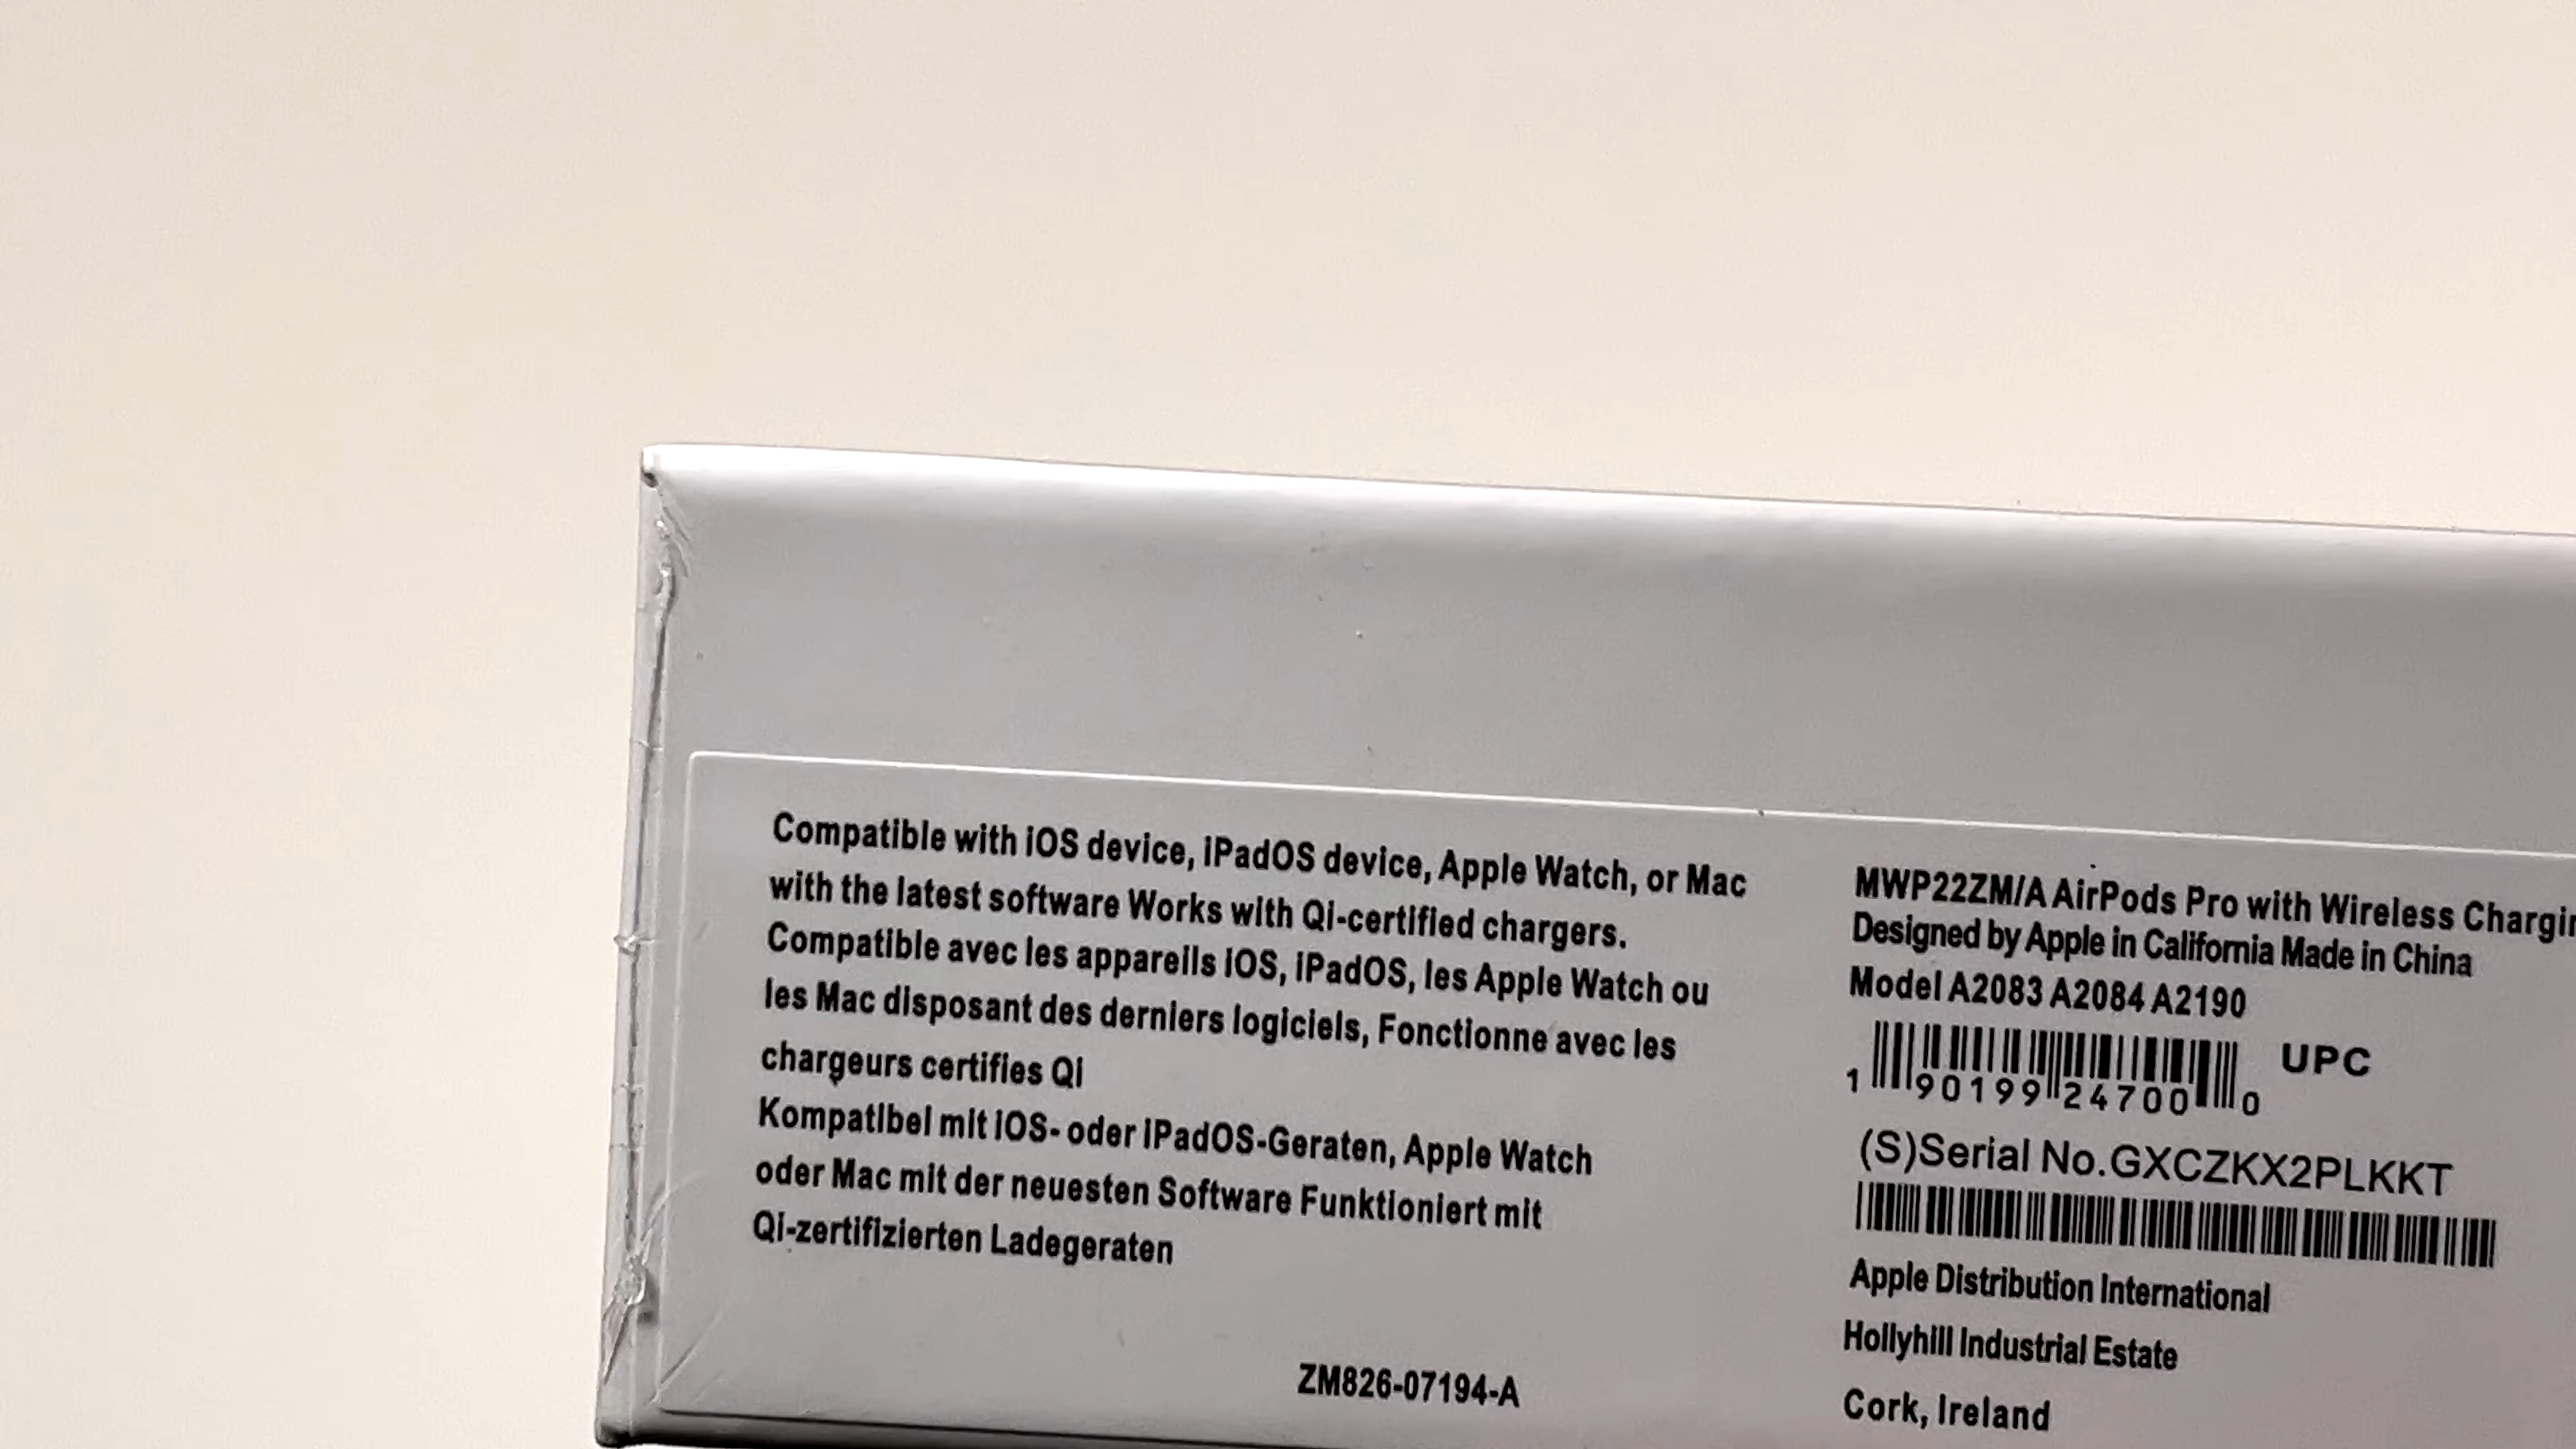 Compatible with iOS device, iPadOS device, Apple Watch, or Mac
with the latest software Works with Qi-certified chargers.
Compatible avec les appareils iOS, iPadOS, les Apple Watch ou
les Mac disposant des derniers logiciels, Fonctionne avec les
chargeurs certifies Qi
Kompatibel mit iOS- oder iPadOS-Geraten, Apple Watch
oder Mac mit der neuesten Software Funktioniert mit
Qi-zertifizierten Ladegeraten
ZM826-07194-A
MWP22ZM/A AirPods Pro with Wireless
Designed by Apple in California Made in China
Model A2083 A2084 A2190
UPC
1 90199 24700 0
(S)Serial No.GXCZKX2PLKKT
Apple Distribution International
Hollyhill Industrial Estate
Cork, Ireland